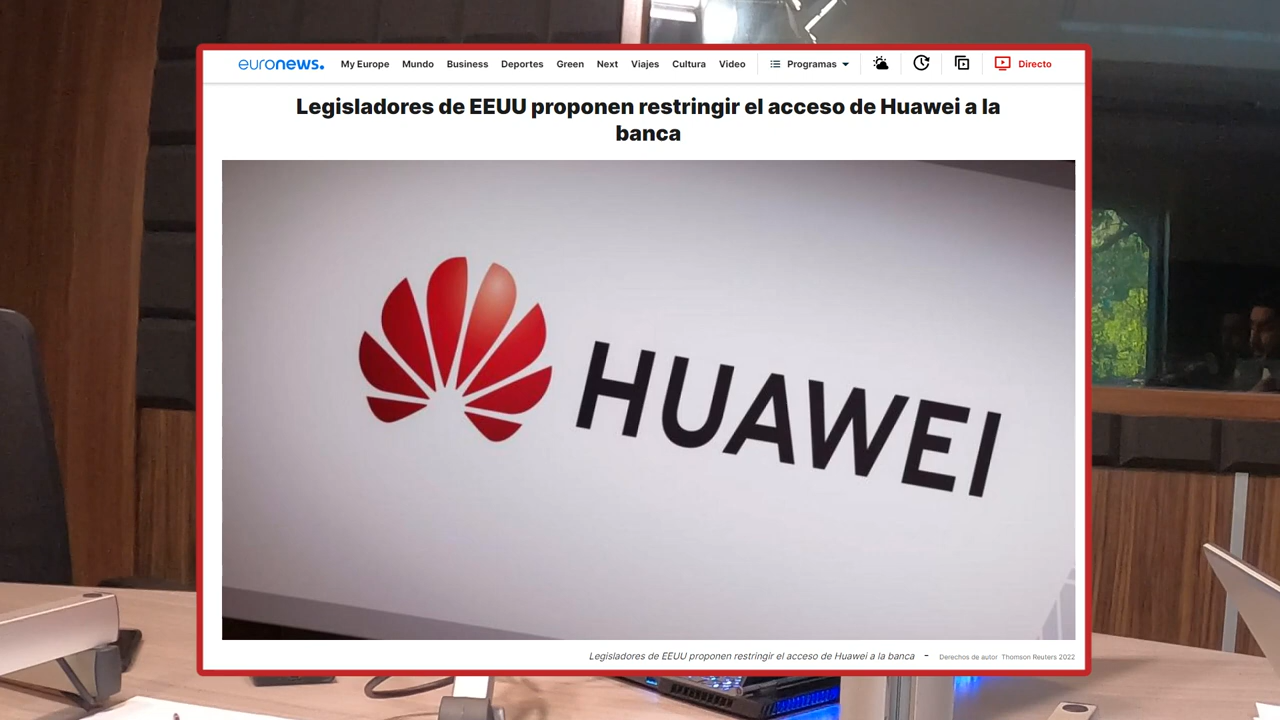 euronews. My Europe Mundo Business Deportes Green Next Viajes Cultura Video Programas Directo
Legisladores de EEUU proponen restringir el acceso de Huawei a la
banca
HUAWEI
Legisladores de EEUU proponen restringir el acceso de Huawei a la banca - Derechos de autor Thomson Reuters 2022